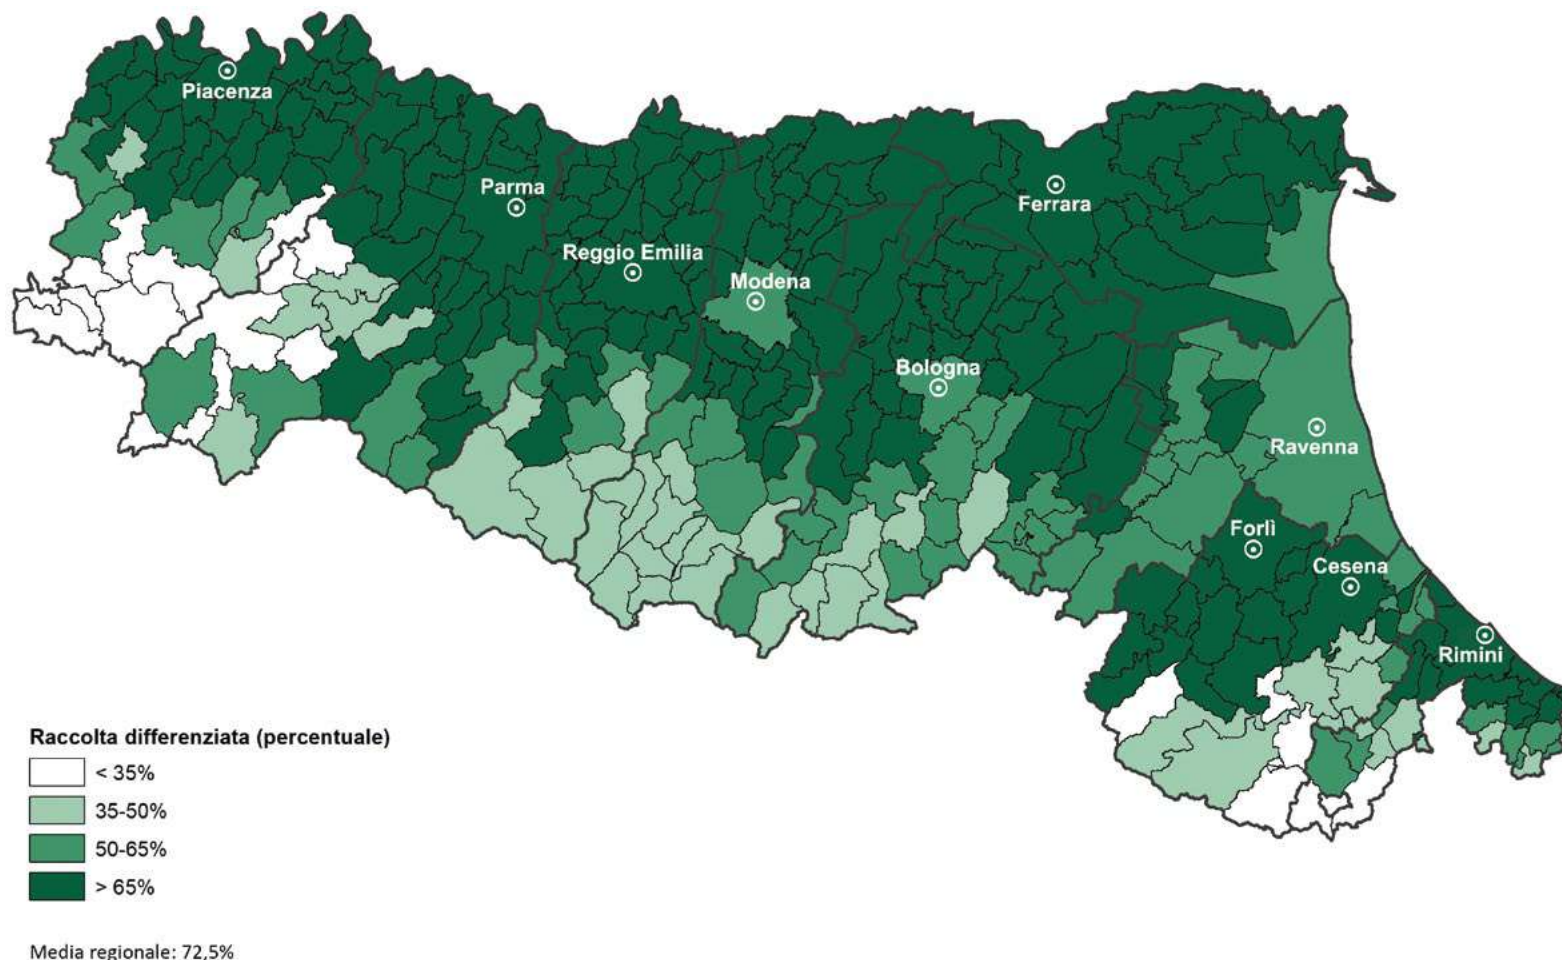 Piacenza
Parma
Ferrara
Reggio Emilia
Modena
Bologna
Ravenna
Forlì
Cesena
Rimini
Raccolta differenziata (percentuale)
< 35%
35-50%
50-65%
> 65%
Media regionale: 72,5%